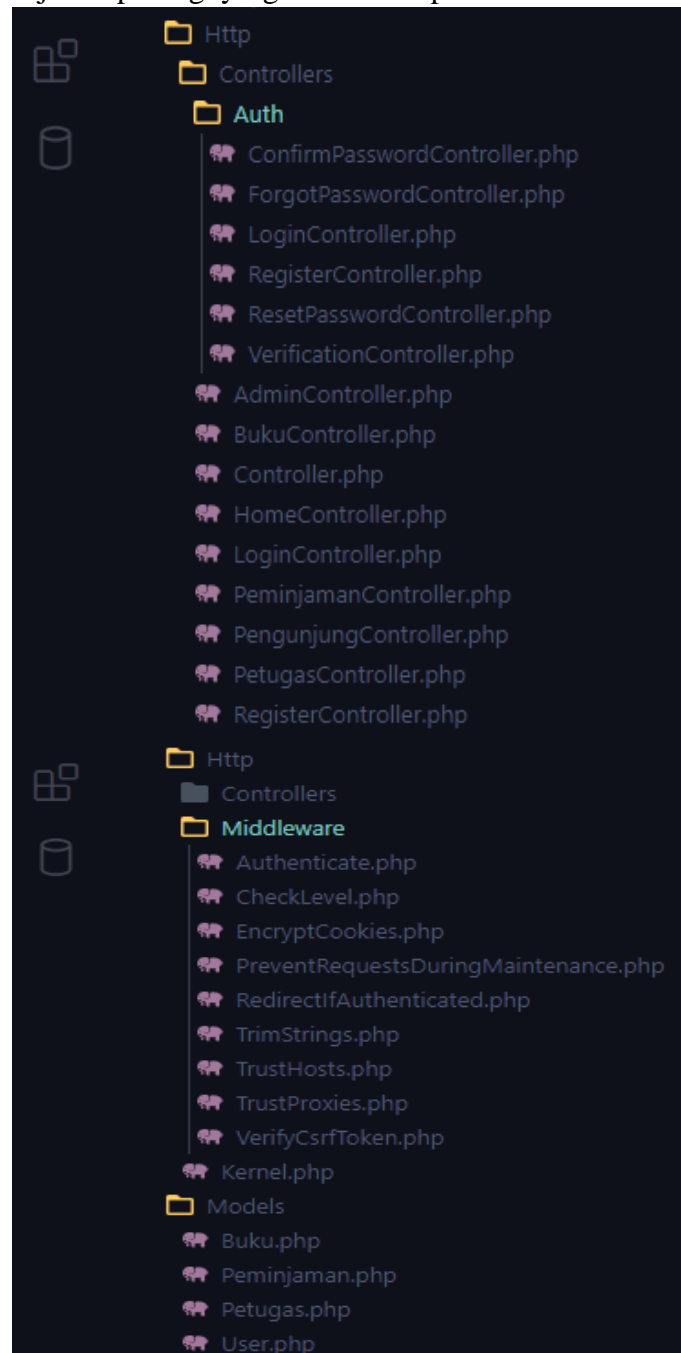 Http
Controllers
Auth
ConfirmPasswordController.php
ForgotPasswordController.php
LoginController.php
RegisterController.php
ResetPasswordController.php
VerificationController.php
AdminController.php
BukuController.php
Controller.php
HomeController.php
LoginController.php
PeminjamanController.php
PengunjungController.php
PetugasController.php
RegisterController.php
Http
Controllers
Middleware
Authenticate.php
CheckLevel.php
EncryptCookies.php
PreventRequestsDuringMaintenance.php
RedirectIfAuthenticated.php
TrimStrings.php
TrustHosts.php
TrustProxies.php
VerifyCsrfToken.php
Kernel.php
Models
Buku.php
Peminjaman.php
Petugas.php
User.php